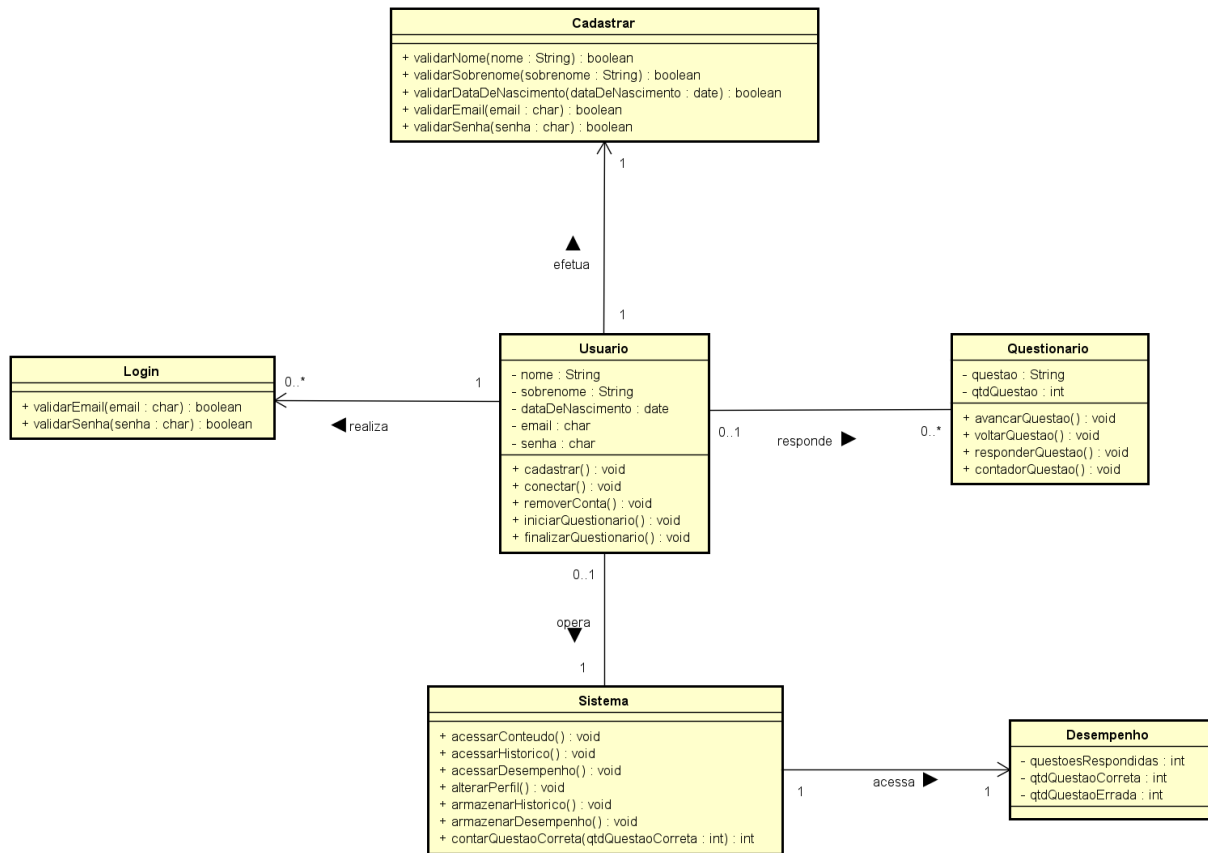 Cadastrar
+ validarNome(nome : String) : boolean
+ validarSobrenome(sobrenome : String) : boolean
+ validarDataDeNascimento(dataDeNascimento : date) : boolean
+ validarEmail(email : char) : boolean
+ validarSenha(senha : char) : boolean
1
efetua
1
Login
+ validarEmail(email : char) : boolean
+ validarSenha(senha : char) : boolean
0..*
1
realiza
Usuario
- nome : String
- sobrenome : String
- dataDeNascimento : date
- email : char
- senha : char
+ cadastrar() : void
+ conectar() : void
+ removerConta() : void
+ iniciarQuestionario() : void
+ finalizarQuestionario() : void
0..1
responde
0..*
Questionario
- questao : String
- qtdQuestao : int
+ avancarQuestao() : void
+ voltarQuestao() : void
+ responderQuestao() : void
+ contadorQuestao() : void
0..1
opera
1
Sistema
+ acessarConteudo() : void
+ acessarHistorico() : void
+ acessarDesempenho() : void
+ alterarPerfil() : void
+ armazenarHistorico() : void
+ armazenarDesempenho() : void
+ contarQuestaoCorreta(qtdQuestaoCorreta : int) : int
1
acessa
1
Desempenho
- questoesRespondidas : int
- qtdQuestaoCorreta : int
- qtdQuestaoErrada : int